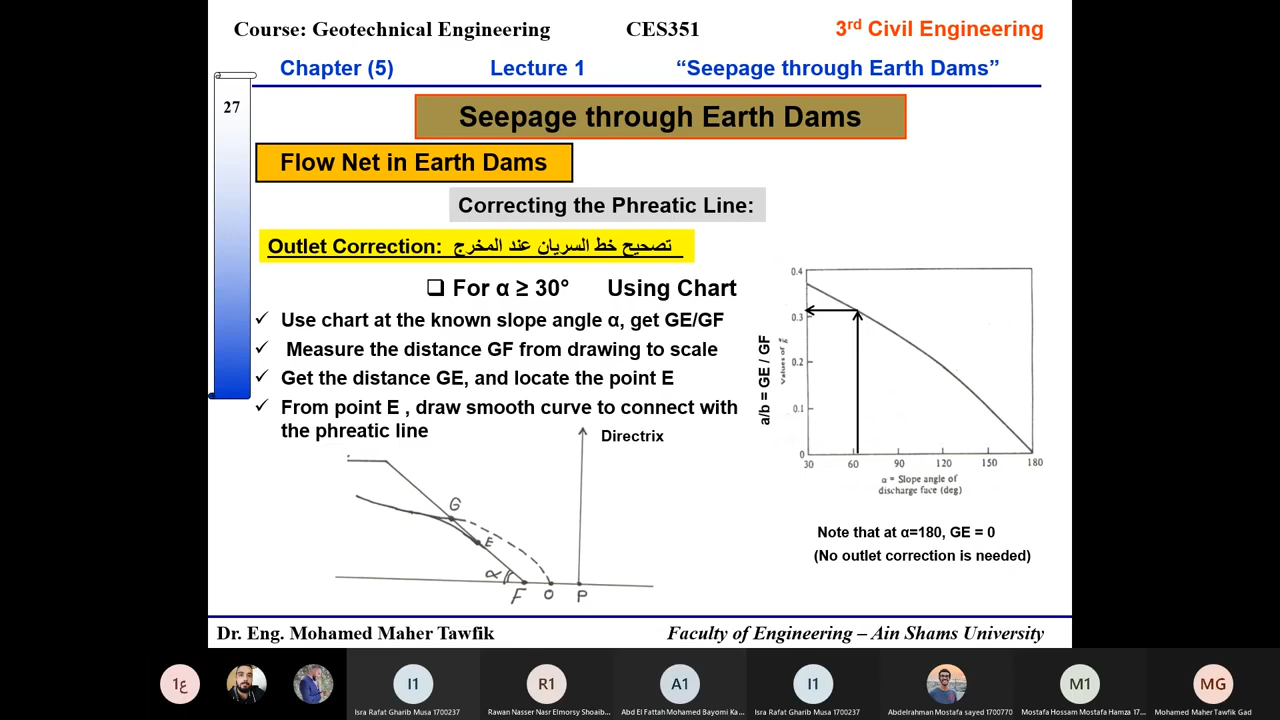 Course: Geotechnical Engineering CES351 3rd Civil Engineering
Chapter (5) Lecture 1 “Seepage through Earth Dams”
27
Seepage through Earth Dams
Flow Net in Earth Dams
Correcting the Phreatic Line:
Outlet Correction: تصحيح خط السريان عند المخرج
❑ For α ≥ 30° Using Chart
✓ Use chart at the known slope angle α, get GE/GF
✓ Measure the distance GF from drawing to scale
✓ Get the distance GE, and locate the point E
✓ From point E , draw smooth curve to connect with
the phreatic line
Directrix
G
E
α
F O P
a/b = GE / GF
Values of
0.4
0.3
0.2
0.1
0
30 60 90 120 150 180
α = Slope angle of
discharge face (deg)
Note that at α=180, GE = 0
(No outlet correction is needed)
Dr. Eng. Mohamed Maher Tawfik Faculty of Engineering – Ain Shams University
1ع I1 R1 A1 I1 M1 MG
Isra Rafat Gharib Musa 1700237 Rawan Nasser Nasr Elmorsy Shoaib... Abd El Fattah Mohamed Bayomi Ka... Isra Rafat Gharib Musa 1700237 Abdelrahman Mostafa sayed 1700770 Mostafa Hossam Mostafa Hamza 17... Mohamed Maher Tawfik Gad